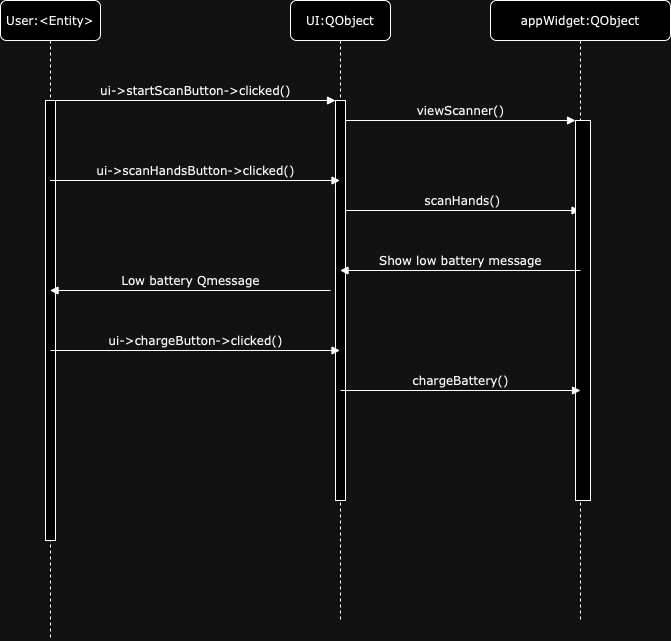 User:<Entity>
UI:QObject
appWidget:QObject
ui->startScanButton->clicked()
viewScanner()
ui->scanHandsButton->clicked()
scanHands()
Show low battery message
Low battery Qmessage
ui->chargeButton->clicked()
chargeBattery()